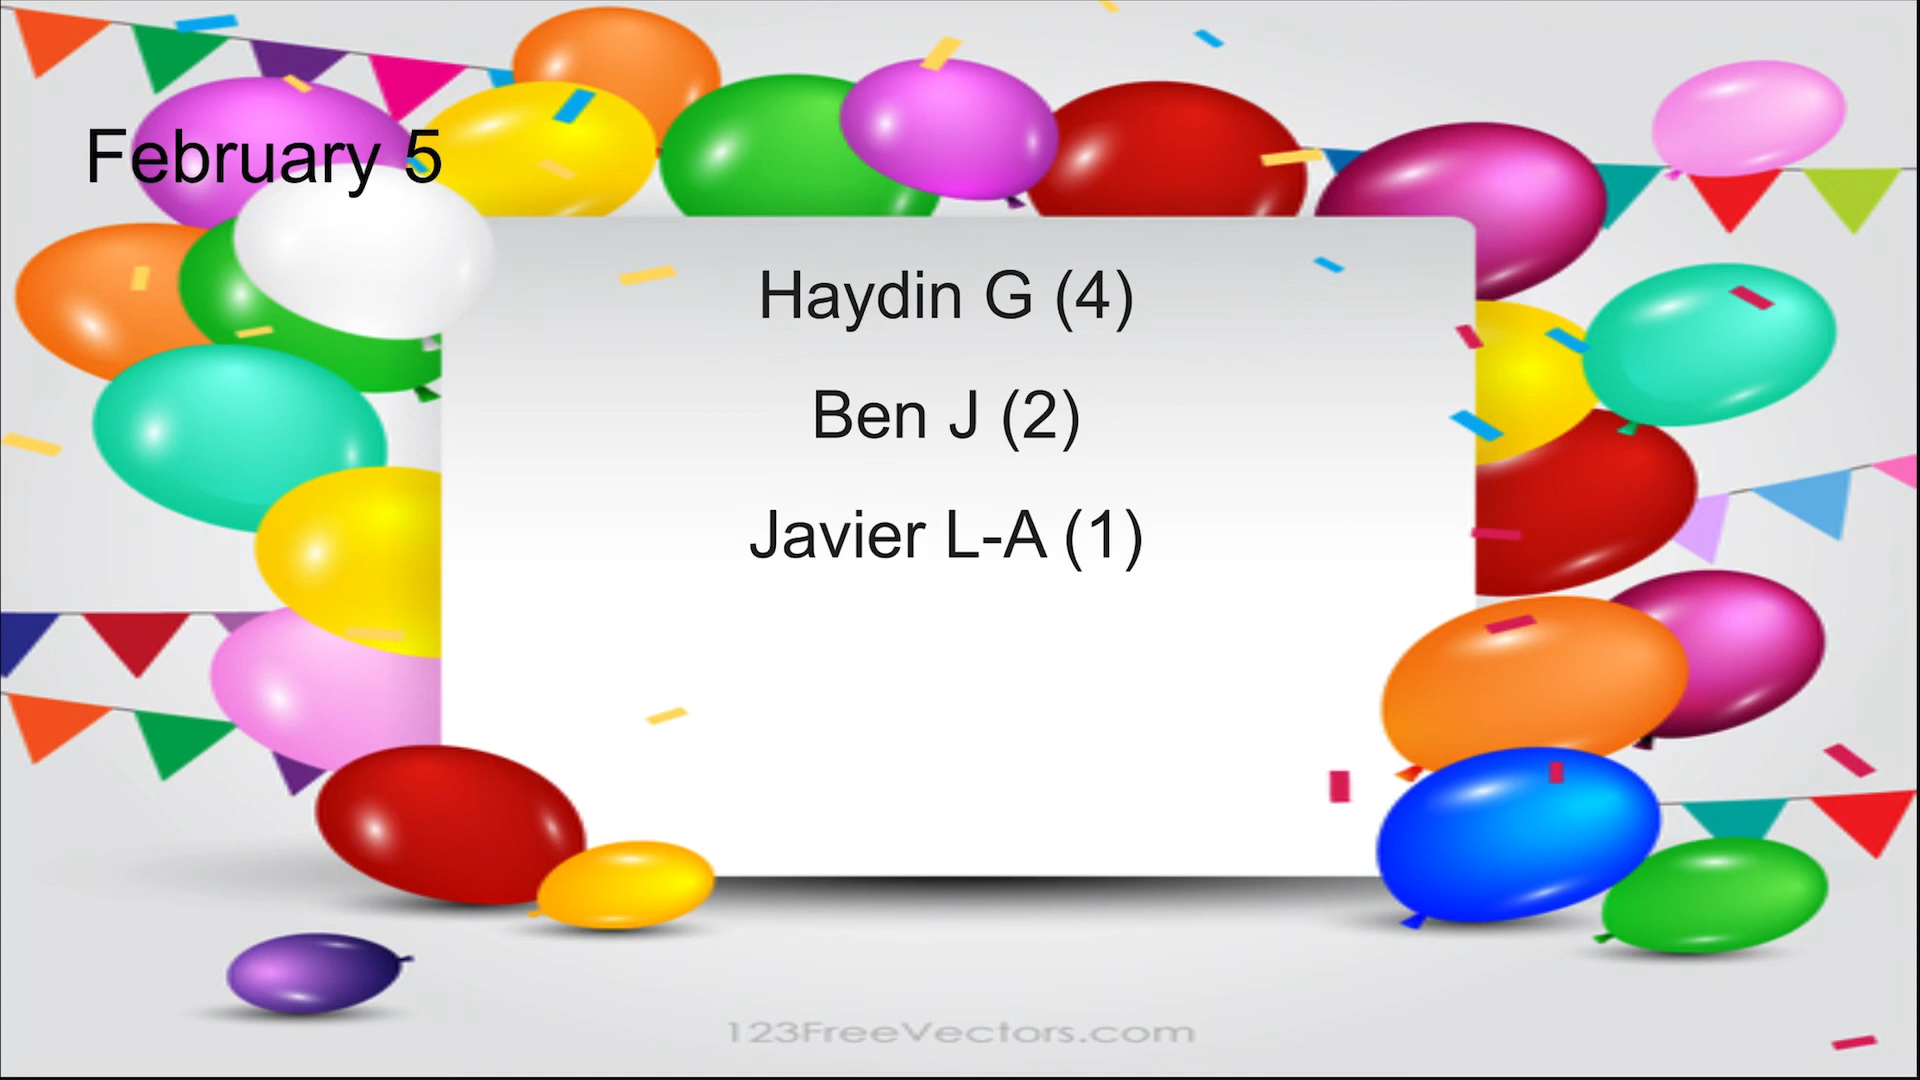 February 5
Haydin G (4)
Ben J (2)
Javier L-A (1)
123FreeVectors.com